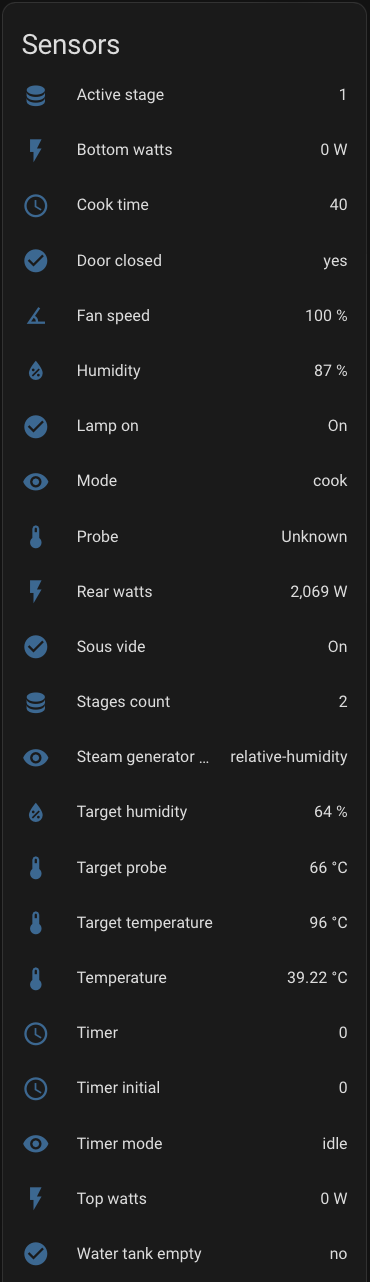 Sensors
Active stage 1
Bottom watts 0 W
Cook time 40
Door closed yes
Fan speed 100 %
Humidity 87 %
Lamp on On
Mode cook
Probe Unknown
Rear watts 2,069 W
Sous vide On
Stages count 2
Steam generator ... relative-humidity
Target humidity 64 %
Target probe 66 °C
Target temperature 96 °C
Temperature 39.22 °C
Timer 0
Timer initial 0
Timer mode idle
Top watts 0 W
Water tank empty no